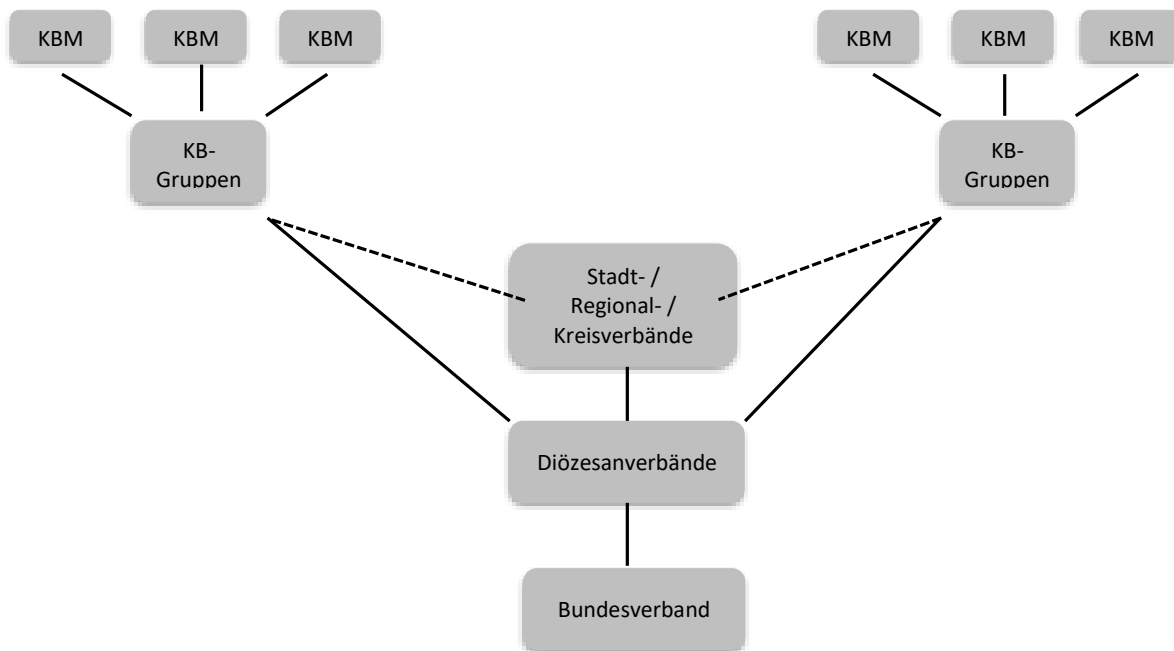 KBM
KBM
KBM
KBM
KBM
KBM
KB-
Gruppen
KB-
Gruppen
Stadt- /
Regional- /
Kreisverbände
Diözesanverbände
Bundesverband